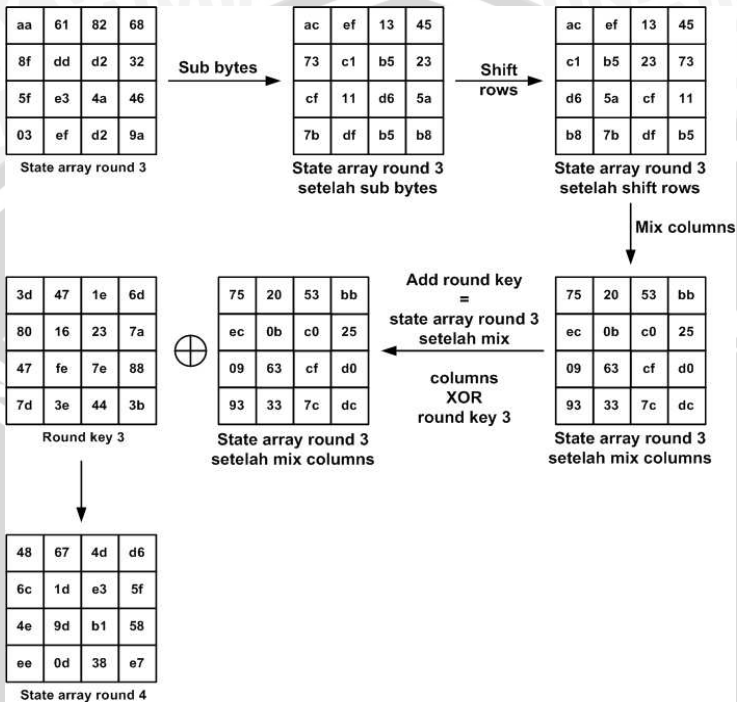 aa 61 82 68
8f dd d2 32
5f e3 4a 46
03 ef d2 9a
State array round 3
Sub bytes
ac ef 13 45
73 c1 b5 23
cf 11 d6 5a
7b df b5 b8
State array round 3
setelah sub bytes
Shift
rows
ac ef 13 45
c1 b5 23 73
d6 5a cf 11
b8 7b df b5
State array round 3
setelah shift rows
Mix columns
3d 47 1e 6d
80 16 23 7a
47 fe 7e 88
7d 3e 44 3b
Round key 3
75 20 53 bb
ec 0b c0 25
09 63 cf d0
93 33 7c dc
State array round 3
setelah mix columns
Add round key
=
state array round 3
setelah mix
columns
XOR
round key 3
75 20 53 bb
ec 0b c0 25
09 63 cf d0
93 33 7c dc
State array round 3
setelah mix columns
48 67 4d d6
6c 1d e3 5f
4e 9d b1 58
ee 0d 38 e7
State array round 4